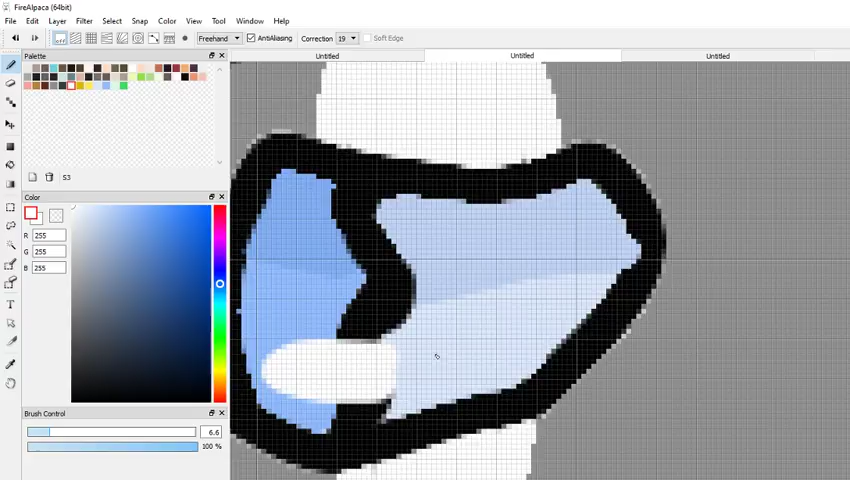 FireAlpaca (64bit)
File Edit Layer Filter Select Snap Color View Tool Window Help
off Freehand AntiAliasing Correction 19 Soft Edge
Palette Untitled Untitled Untitled
S3
Color
R 255
G 255
B 255
Brush Control
6.6
100 %